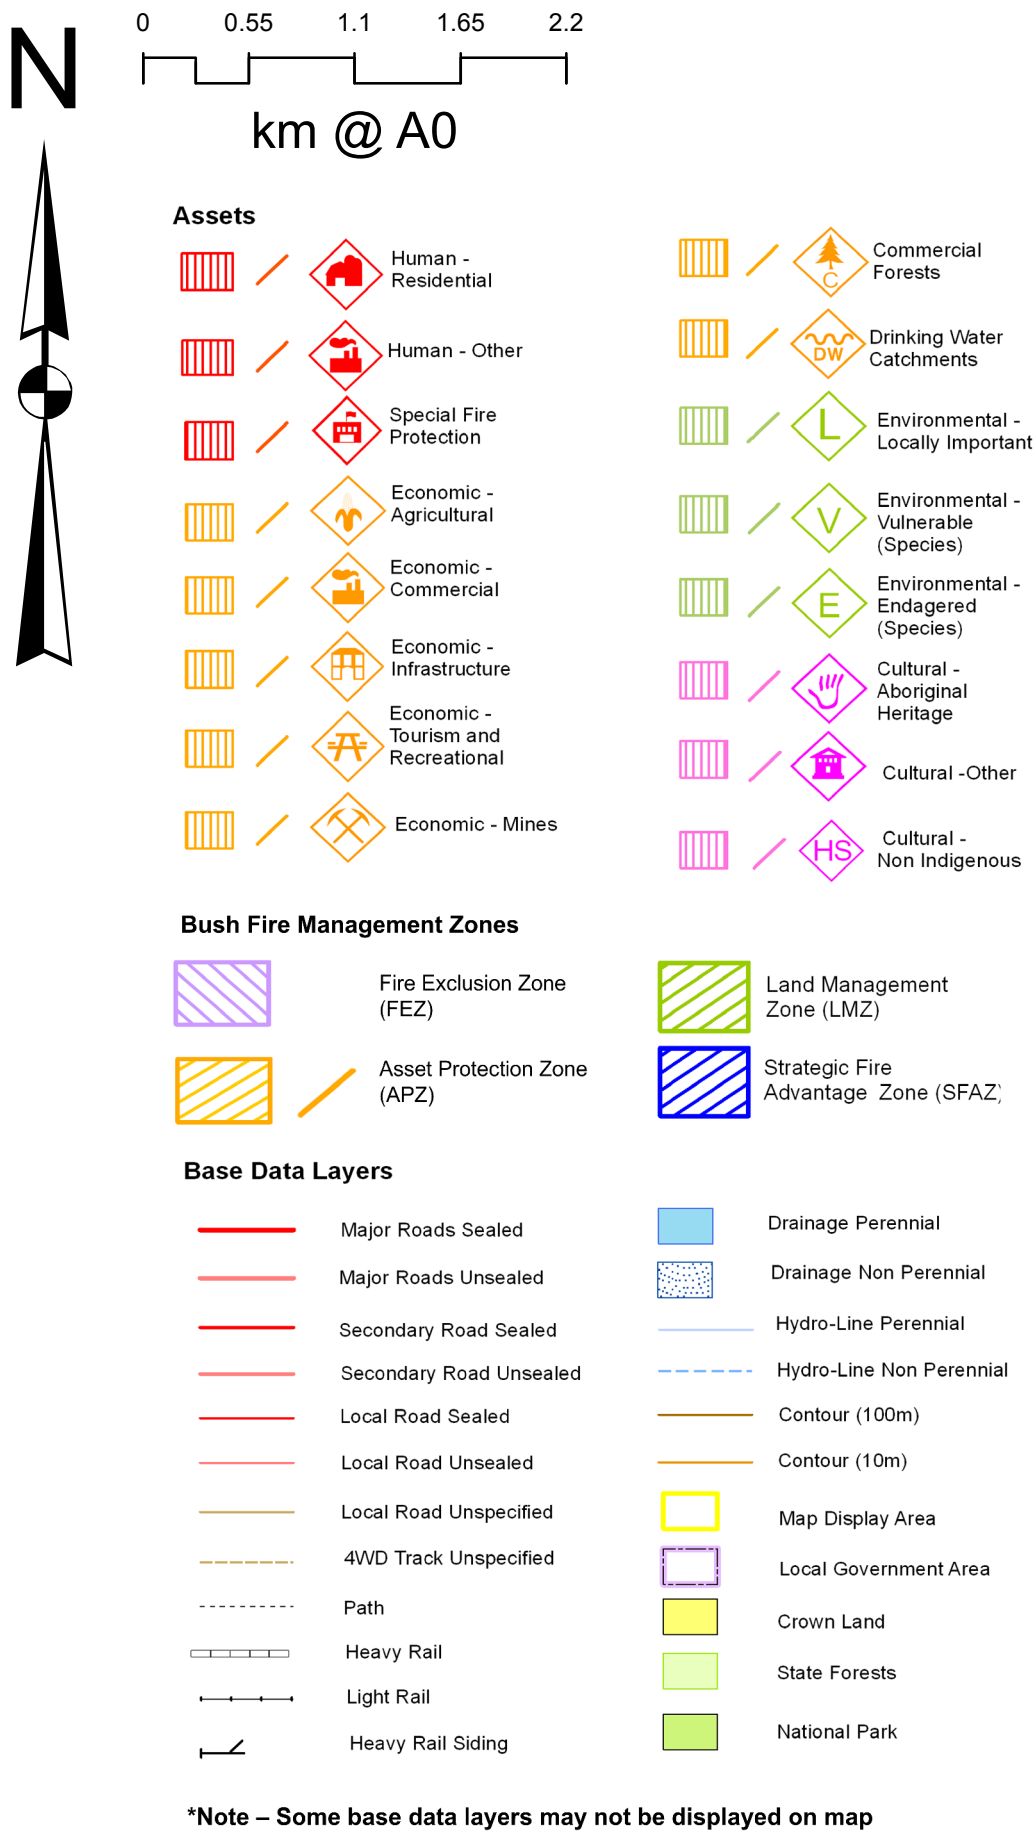 N
0 0.55 1.1 1.65 2.2
km @ A0
Assets
Human -
Residential
Human - Other
Special Fire
Protection
Economic -
Agricultural
Economic -
Commercial
Economic -
Infrastructure
Economic -
Tourism and
Recreational
Economic - Mines
C
Commercial
Forests
DW
Drinking Water
Catchments
L
Environmental -
Locally Important
V
Environmental -
Vulnerable
(Species)
E
Environmental -
Endagered
(Species)
Cultural -
Aboriginal
Heritage
Cultural -Other
HS
Cultural -
Non Indigenous
Bush Fire Management Zones
Fire Exclusion Zone
(FEZ)
Asset Protection Zone
(APZ)
Land Management
Zone (LMZ)
Strategic Fire
Advantage Zone (SFAZ)
Base Data Layers
Major Roads Sealed
Major Roads Unsealed
Secondary Road Sealed
Secondary Road Unsealed
Local Road Sealed
Local Road Unsealed
Local Road Unspecified
4WD Track Unspecified
Path
Heavy Rail
Light Rail
Heavy Rail Siding
Drainage Perennial
Drainage Non Perennial
Hydro-Line Perennial
Hydro-Line Non Perennial
Contour (100m)
Contour (10m)
Map Display Area
Local Government Area
Crown Land
State Forests
National Park
*Note – Some base data layers may not be displayed on map